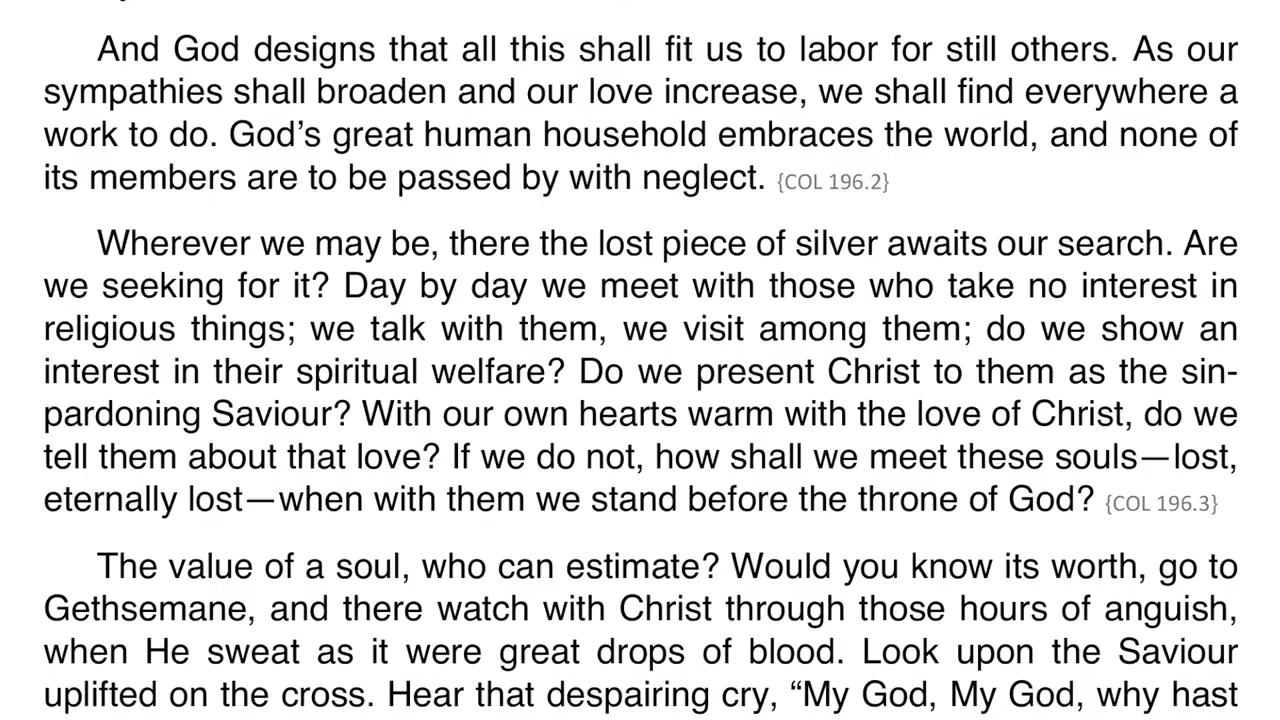 And God designs that all this shall fit us to labor for still others. As our
sympathies shall broaden and our love increase, we shall find everywhere a
work to do. God’s great human household embraces the world, and none of
its members are to be passed by with neglect. {COL 196.2}
Wherever we may be, there the lost piece of silver awaits our search. Are
we seeking for it? Day by day we meet with those who take no interest in
religious things; we talk with them, we visit among them; do we show an
interest in their spiritual welfare? Do we present Christ to them as the sin-
pardoning Saviour? With our own hearts warm with the love of Christ, do we
tell them about that love? If we do not, how shall we meet these souls—lost,
eternally lost—when with them we stand before the throne of God? {COL 196.3}
The value of a soul, who can estimate? Would you know its worth, go to
Gethsemane, and there watch with Christ through those hours of anguish,
when He sweat as it were great drops of blood. Look upon the Saviour
uplifted on the cross. Hear that despairing cry, “My God, My God, why hast